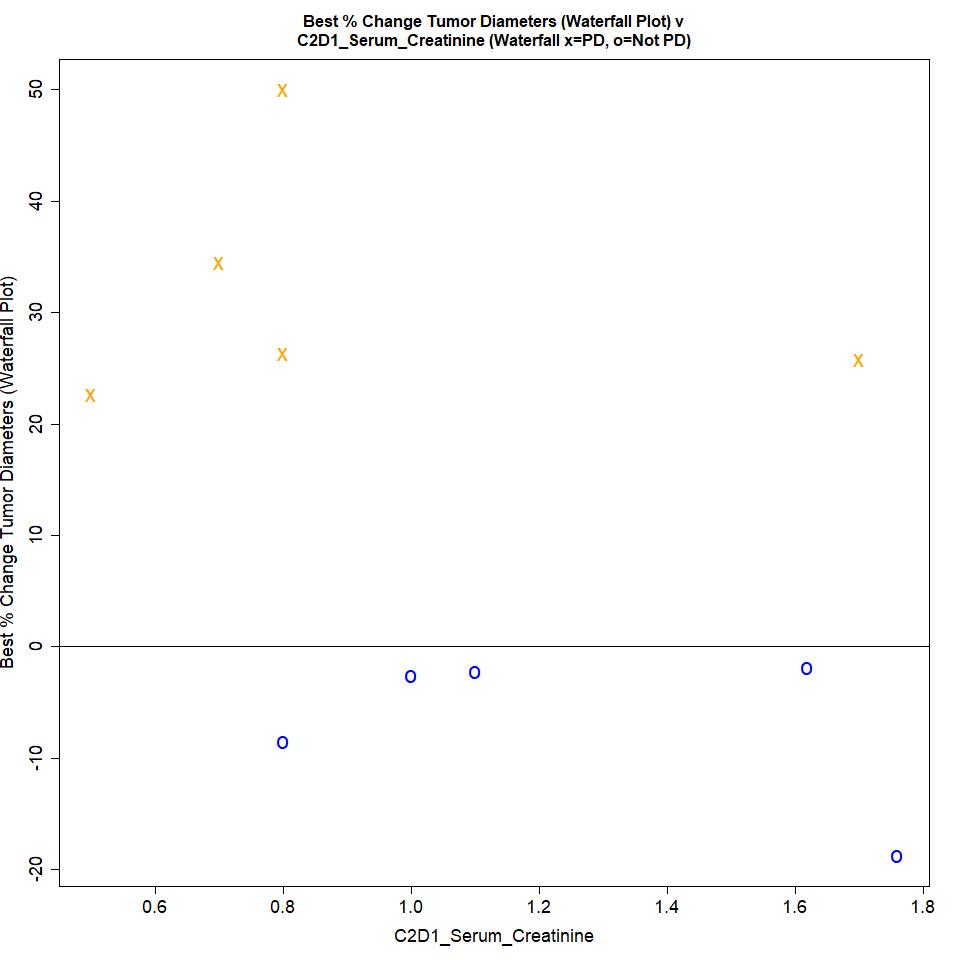 Best % Change Tumor Diameters (Waterfall Plot) v
C2D1_Serum_Creatinine (Waterfall x=PD, o=Not PD)
Best % Change Tumor Diameters (Waterfall Plot)
50
40
30
20
10
0
-10
-20
X
X
X
X
X
O
O
O
O
O
0.6 0.8 1.0 1.2 1.4 1.6 1.8
C2D1_Serum_Creatinine